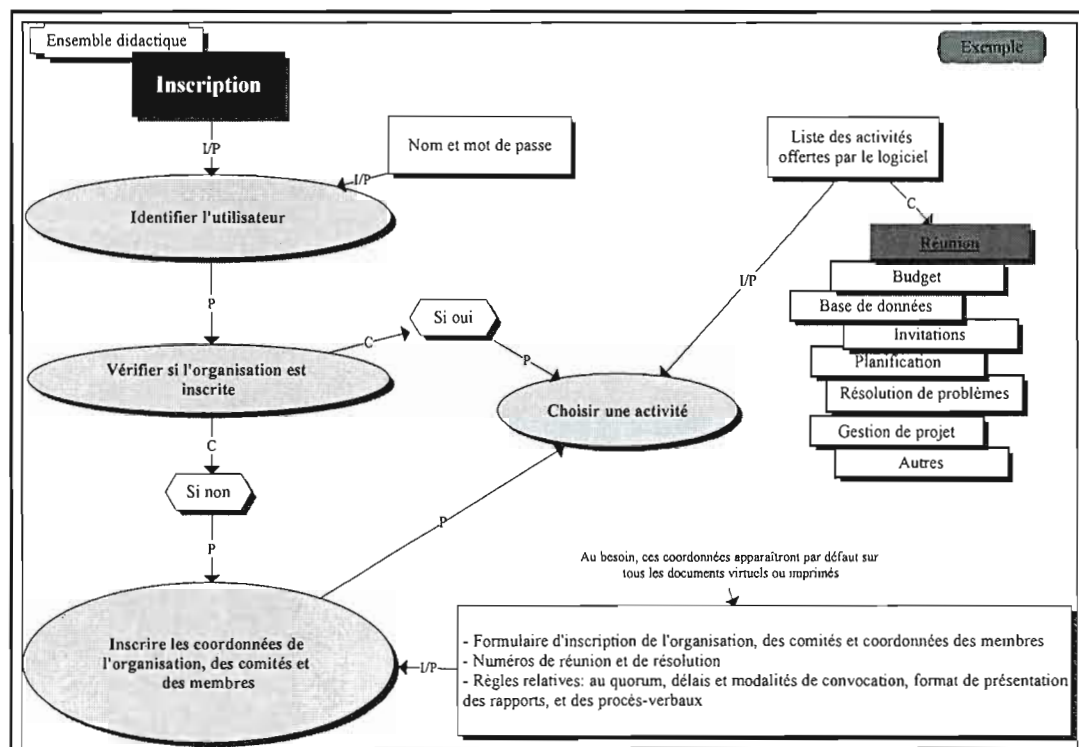 Ensemble didactique
Exemple
Inscription
I/P
Nom et mot de passe
Liste des activités
offertes par le logiciel
I/P
C
Identifier l'utilisateur
Réunion
Budget
I/P
P
Base de données
Si oui
Invitations
C
Vérifier si l'organisation est
inscrite
P
Planification
Résolution de problèmes
Choisir une activité
Gestion de projet
C
Autres
Si non
P
P
Au besoin, ces coordonnées apparaîtront par défaut sur
tous les documents virtuels ou imprimés
Inscrire les coordonnées de
l'organisation, des comités et
des membres
I/P
- Formulaire d'inscription de l'organisation, des comités et coordonnées des membres
- Numéros de réunion et de résolution
- Règles relatives: au quorum, délais et modalités de convocation, format de présentation
des rapports, et des procès-verbaux